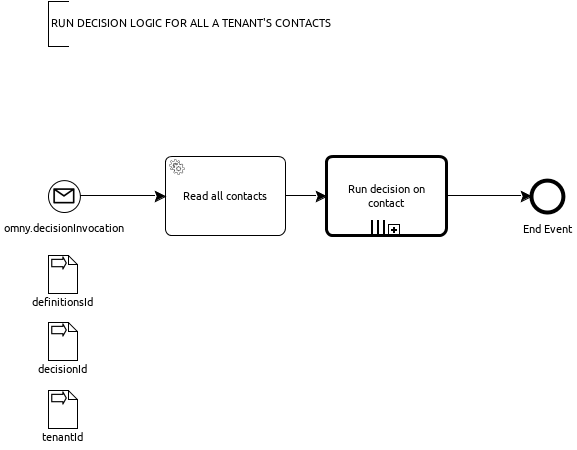 RUN DECISION LOGIC FOR ALL A TENANT'S CONTACTS
Read all contacts
Run decision on
contact
omny.decisionInvocation
End Event
definitionsId
decisionId
tenantId